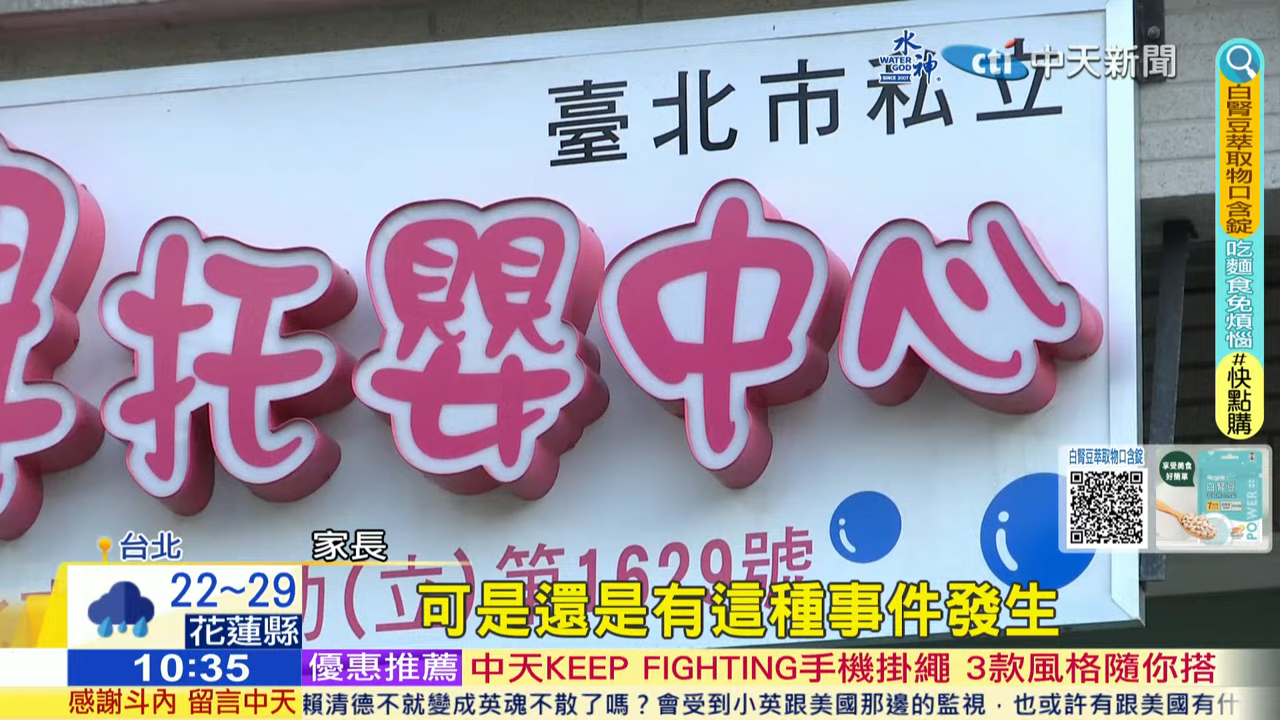 水神
WATER GOD
SINCE 2007
cti 中天新聞
臺北市私立
托嬰中心
(立)第1629號
白腎豆萃取物口含錠
吃麵食免煩惱
#快點購
白腎豆萃取物口含錠
享受美食
好簡單
白腎豆
POWER
台北
家長
22~29
花蓮縣
可是還是有這種事件發生
10:35
優惠推薦 中天KEEP FIGHTING手機掛繩 3款風格隨你搭
感謝斗內 留言中天
賴清德不就變成英魂不散了嗎？會受到小英跟美國那邊的監視，也或許有跟美國有什